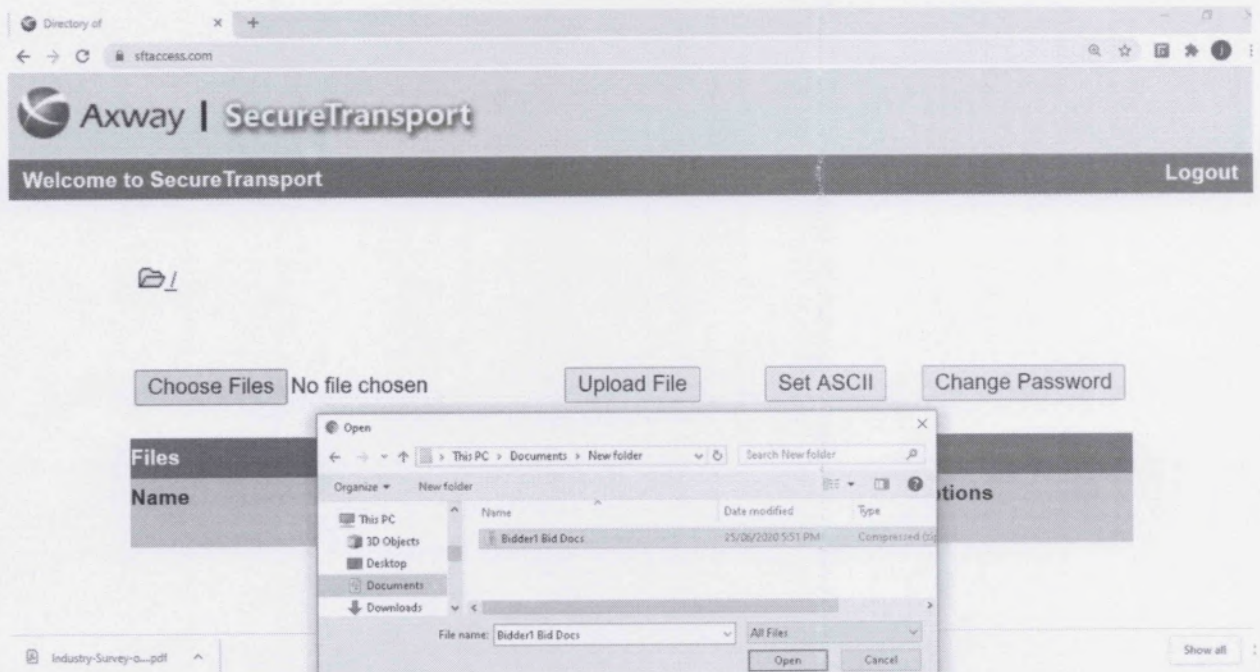 Directory of
sftaccess.com
Axway | SecureTransport
Welcome to SecureTransport Logout
/
Choose Files No file chosen Upload File Set ASCII Change Password
Open
This PC > Documents > New folder Search New folder
Organize New folder
Files
Name
ptions
Name Date modified Type
This PC
Bidder1 Bid Docs 25/06/2020 5:51 PM Compressed (zip
3D Objects
Desktop
Documents
Downloads
File name: Bidder1 Bid Docs All Files
Open Cancel
Industry-Survey-a....pdf Show all